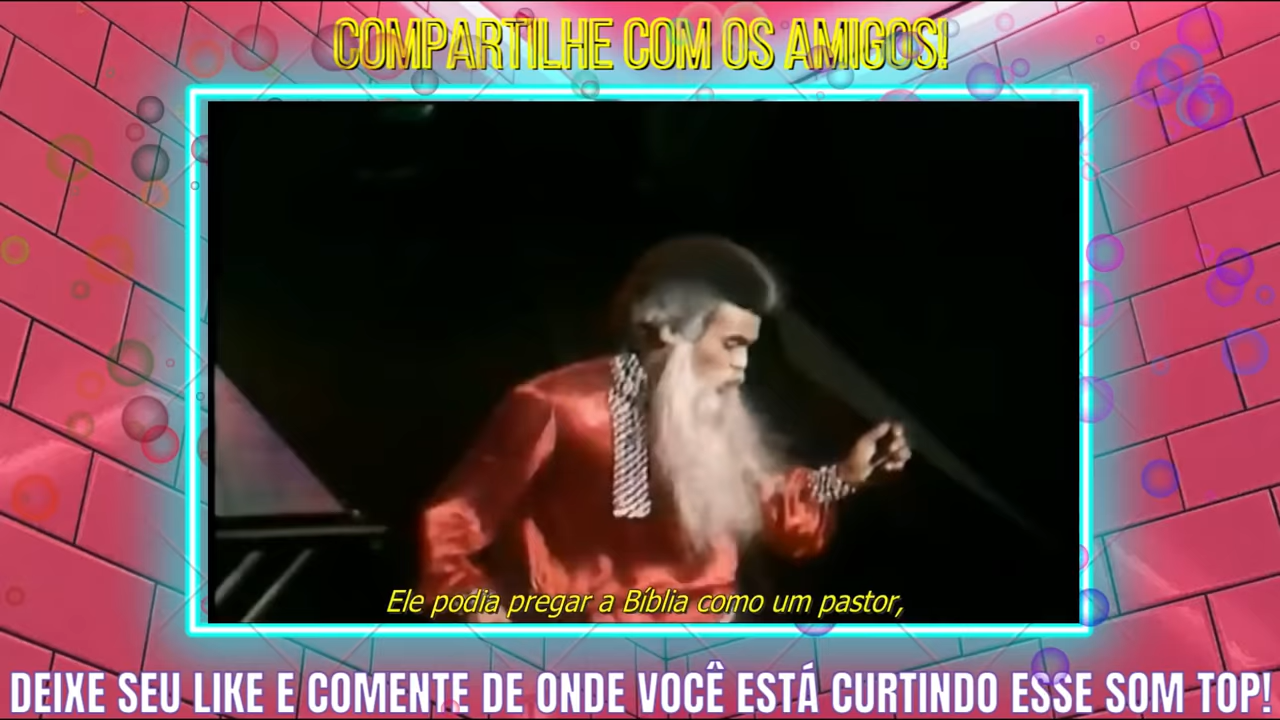 COMPARTILHE COM OS AMIGOS!
Ele podia pregar a Bíblia como um pastor,
DEIXE SEU LIKE E COMENTE DE ONDE VOCÊ ESTÁ CURTINDO ESSE SOM TOP!